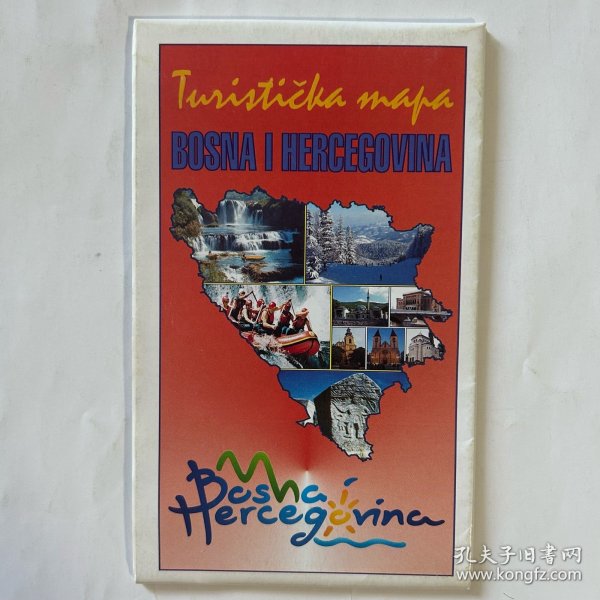 Turistička mapa
BOSNA I HERCEGOVINA
Bosna i
Hercegovina
孔夫子旧书网
www.kongfz.com